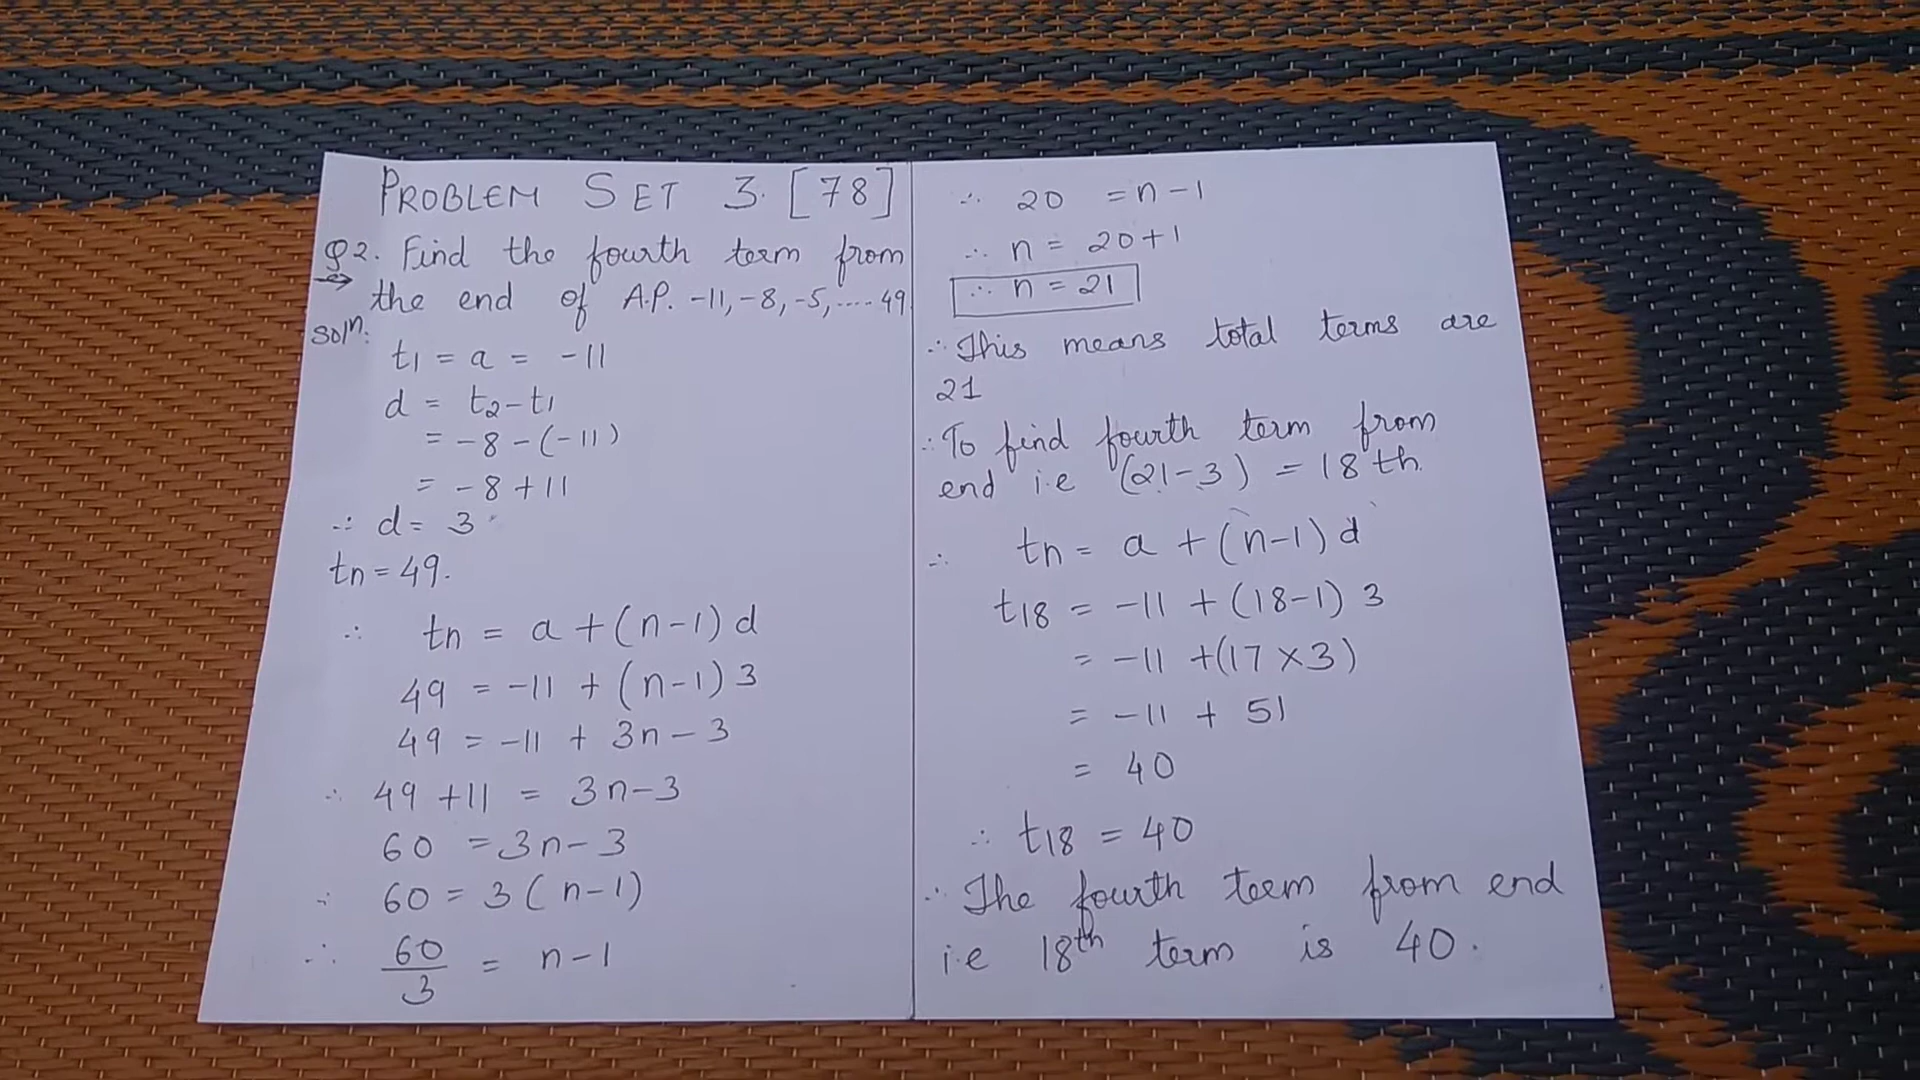 PROBLEM SET 3. [78]
Q2. Find the fourth term from
the end of A.P. -11, -8, -5, ..... 49.
Solⁿ:
t₁ = a = -11
d = t₂ - t₁
= -8 - (-11)
= -8 + 11
∴ d = 3
tn = 49.
∴ tn = a + (n-1) d
49 = -11 + (n-1) 3
49 = -11 + 3n - 3
∴ 49 + 11 = 3n - 3
60 = 3n - 3
∴ 60 = 3 (n-1)
∴ 60/3 = n - 1
∴ 20 = n - 1
∴ n = 20+1
∴ n = 21
∴ This means total terms are
21
∴ To find fourth term from
end i.e (21-3) = 18th.
∴ tn = a + (n-1) d
t18 = -11 + (18-1) 3
= -11 + (17 × 3)
= -11 + 51
= 40
∴ t18 = 40
∴ The fourth term from end
i.e 18th term is 40.